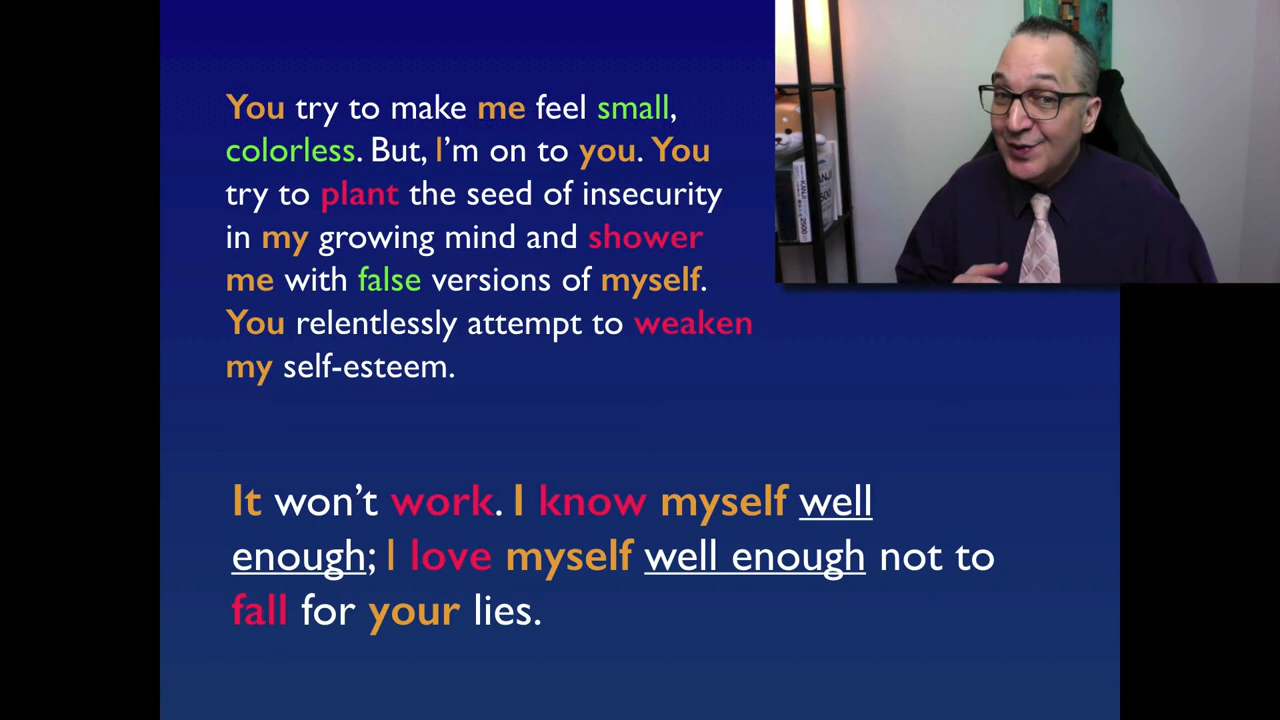 You try to make me feel small,
colorless. But, I'm on to you. You
try to plant the seed of insecurity
in my growing mind and shower
me with false versions of myself.
You relentlessly attempt to weaken
my self-esteem.
It won't work. I know myself well
enough; I love myself well enough not to
fall for your lies.
KANJI
2500